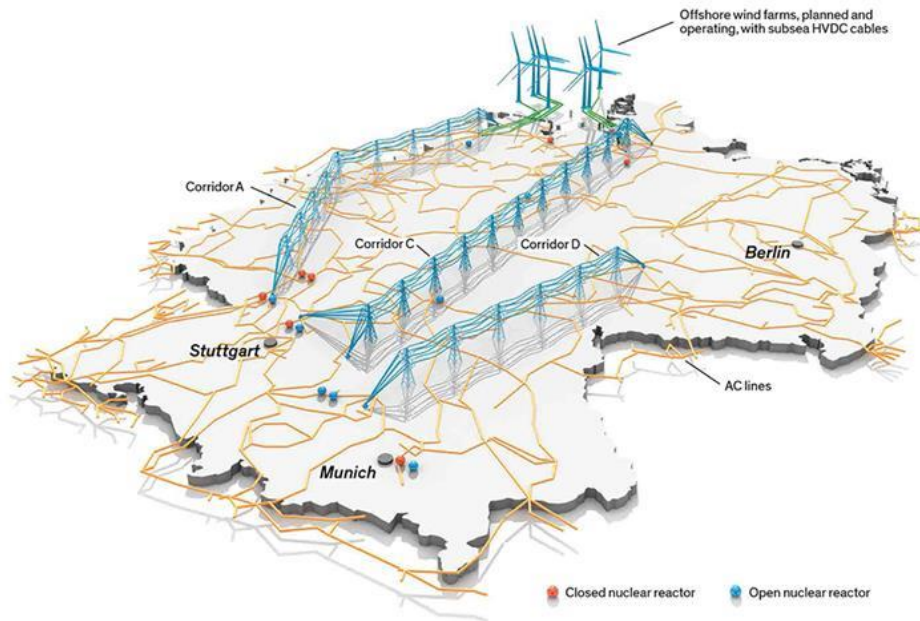 Offshore wind farms, planned and
operating, with subsea HVDC cables
Corridor A
Corridor C
Corridor D
Berlin
Stuttgart
AC lines
Munich
Closed nuclear reactor
Open nuclear reactor